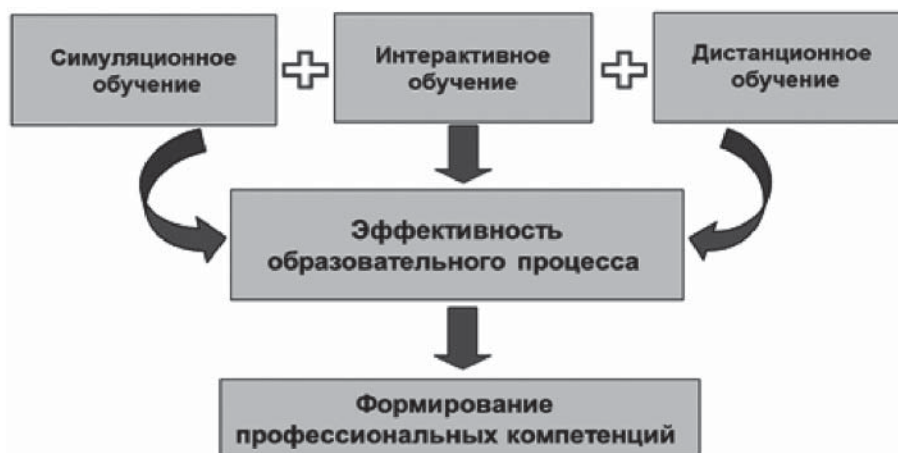 Симуляционное
обучение
Интерактивное
обучение
Дистанционное
обучение
Эффективность
образовательного процесса
Формирование
профессиональных компетенций